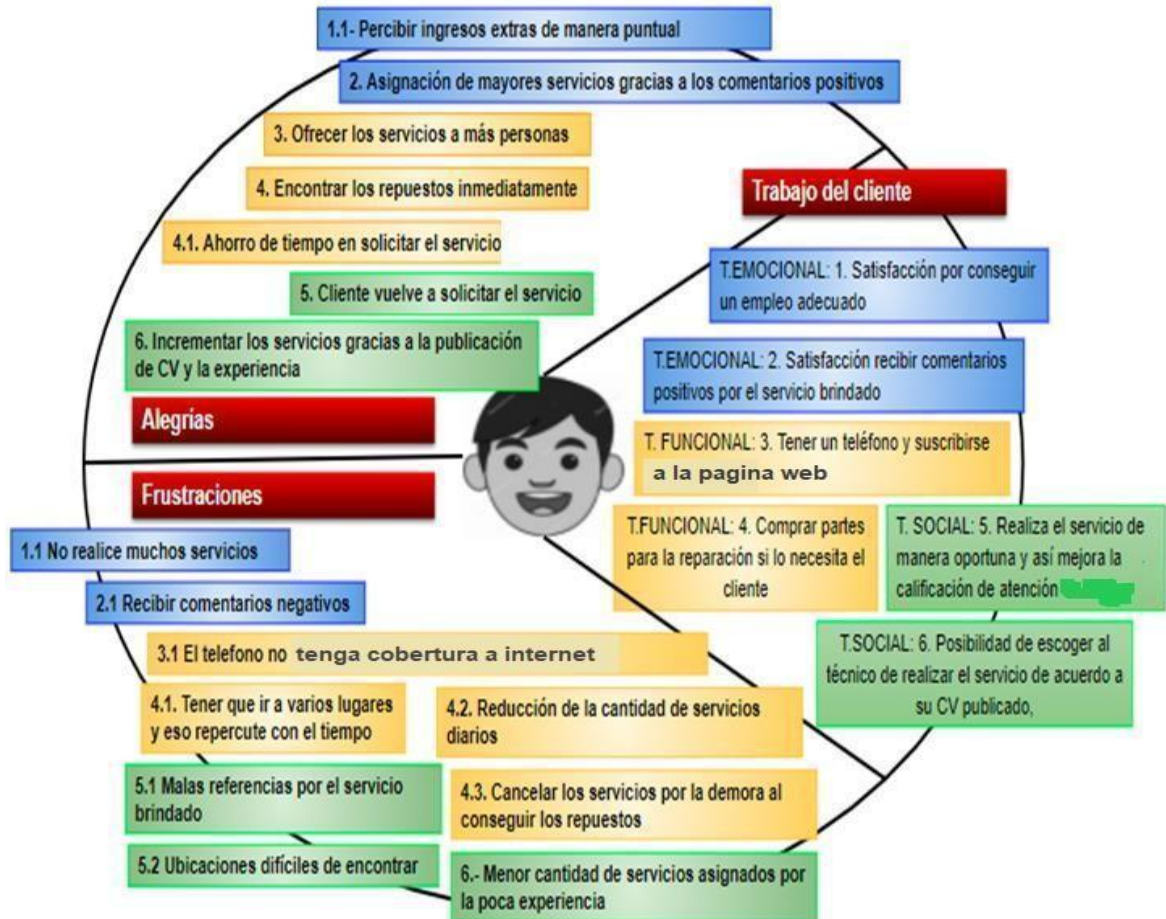 1.1- Percibir ingresos extras de manera puntual
2. Asignación de mayores servicios gracias a los comentarios positivos
3. Ofrecer los servicios a más personas
4. Encontrar los repuestos inmediatamente
4.1. Ahorro de tiempo en solicitar el servicio
5. Cliente vuelve a solicitar el servicio
6. Incrementar los servicios gracias a la publicación
de CV y la experiencia
Alegrías
Trabajo del cliente
T.EMOCIONAL: 1. Satisfacción por conseguir
un empleo adecuado
T.EMOCIONAL: 2. Satisfacción recibir comentarios
positivos por el servicio brindado
T. FUNCIONAL: 3. Tener un teléfono y suscribirse
a la pagina web
T.FUNCIONAL: 4. Comprar partes
para la reparación si lo necesita el
cliente
T. SOCIAL: 5. Realiza el servicio de
manera oportuna y así mejora la
calificación de atención
T.SOCIAL: 6. Posibilidad de escoger al
técnico de realizar el servicio de acuerdo a
su CV publicado,
Frustraciones
1.1 No realice muchos servicios
2.1 Recibir comentarios negativos
3.1 El telefono no tenga cobertura a internet
4.1. Tener que ir a varios lugares
y eso repercute con el tiempo
4.2. Reducción de la cantidad de servicios
diarios
5.1 Malas referencias por el servicio
brindado
4.3. Cancelar los servicios por la demora al
conseguir los repuestos
5.2 Ubicaciones difíciles de encontrar
6.- Menor cantidad de servicios asignados por
la poca experiencia